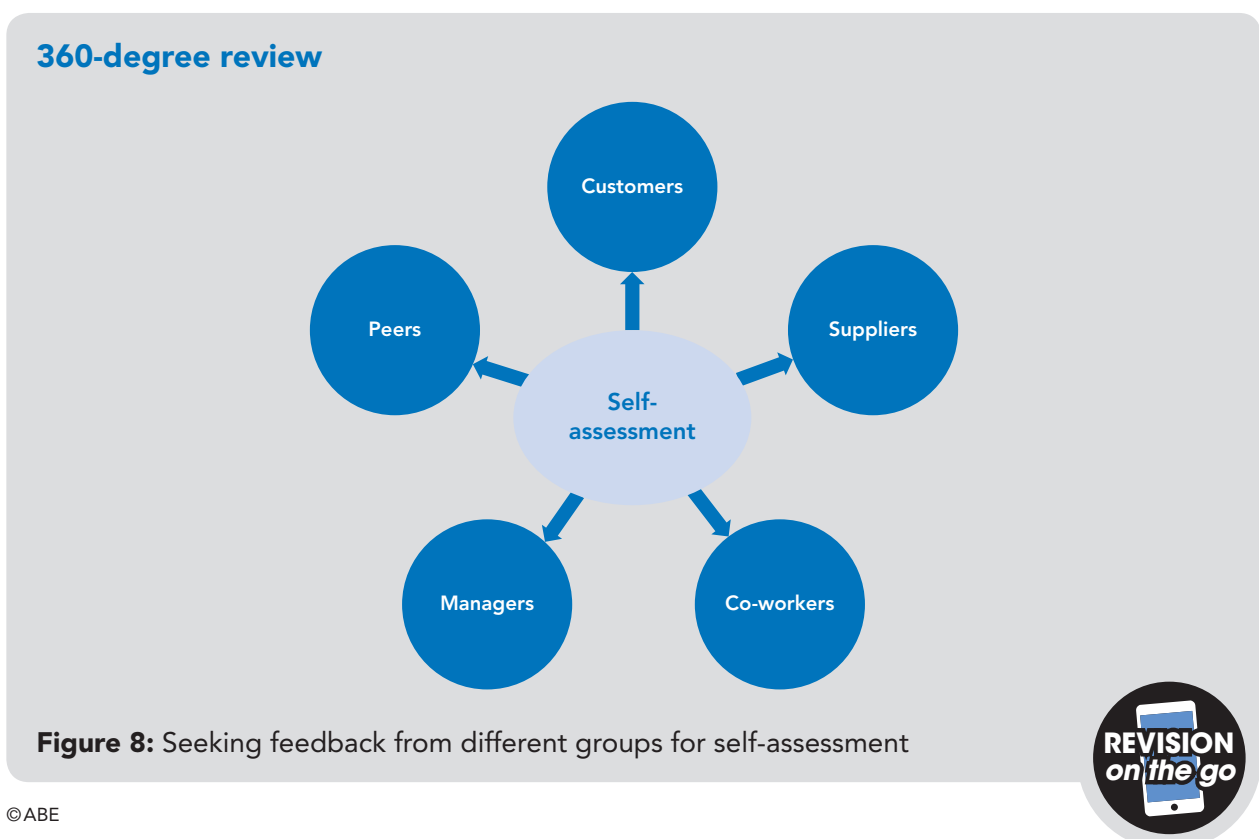 360-degree review
Customers
Peers
Suppliers
Self-
assessment
Managers
Co-workers
Figure 8: Seeking feedback from different groups for self-assessment
REVISION
on the go
©ABE